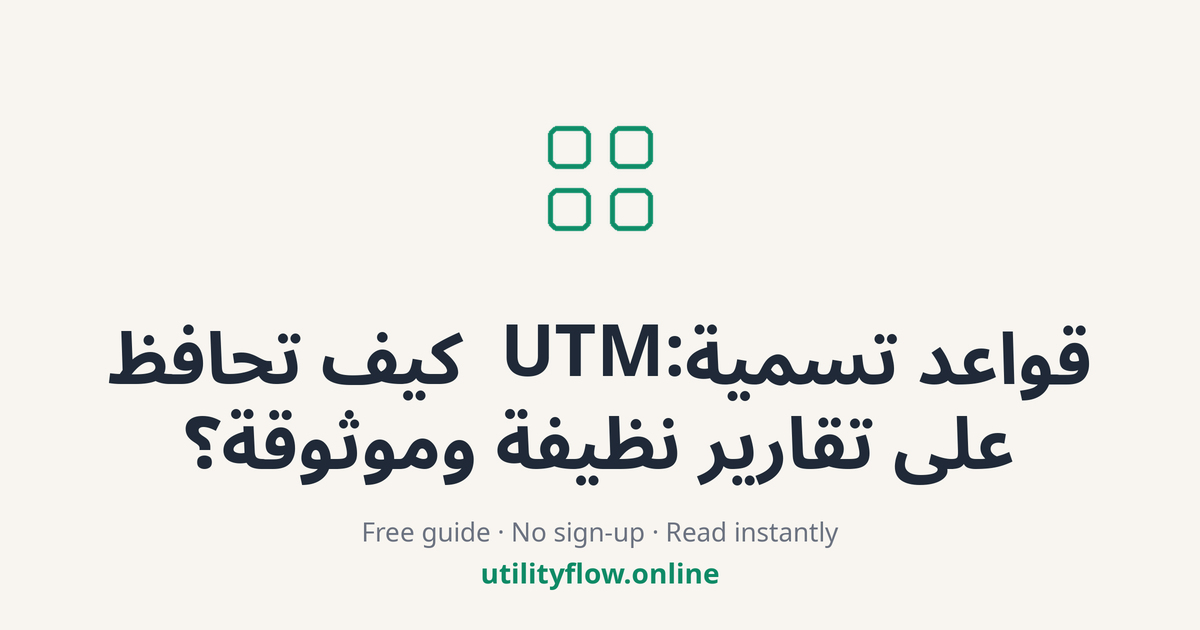 قواعد تسمية:UTM كيف تحافظ
على تقارير نظيفة وموثوقة؟
Free guide · No sign-up · Read instantly
utilityflow.online